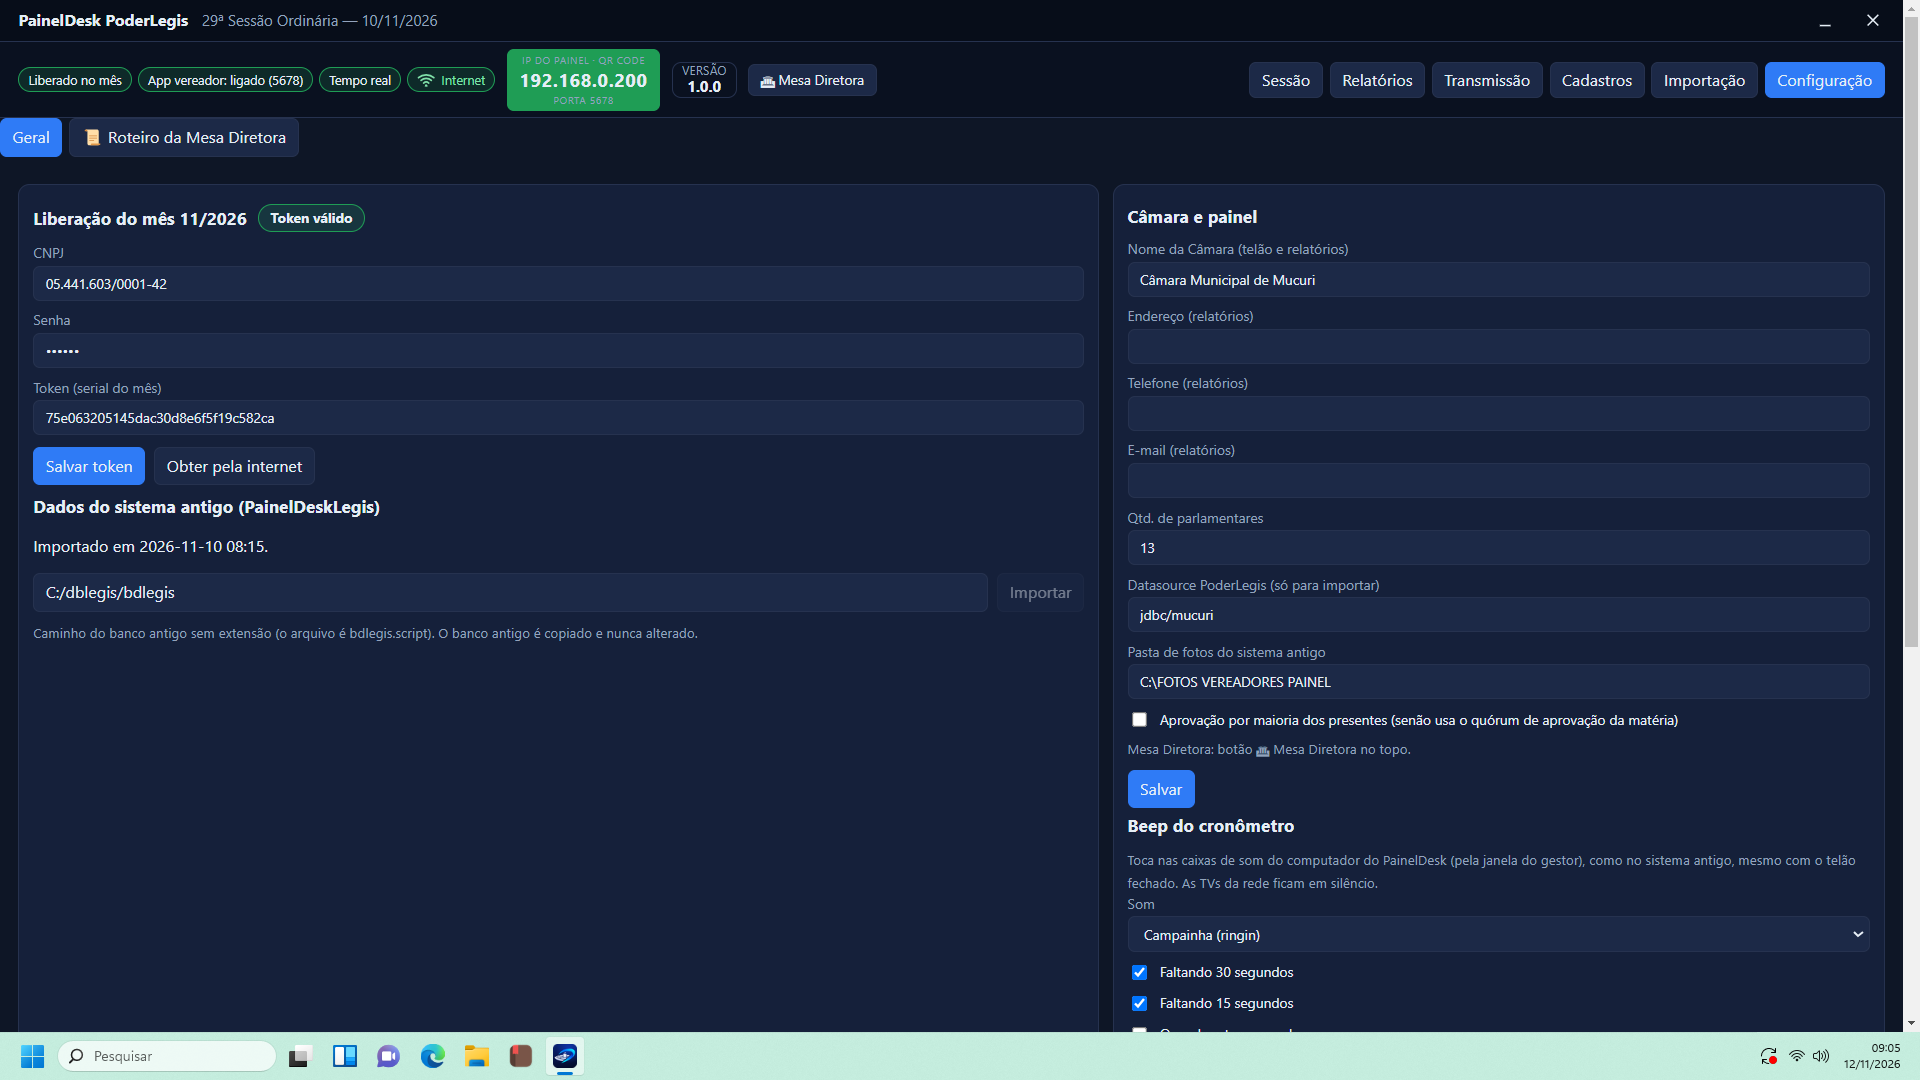 PainelDesk PoderLegis 29ª Sessão Ordinária — 10/11/2026
Liberado no mês
App vereador: ligado (5678)
Tempo real
Internet
IP DO PAINEL · QR CODE
192.168.0.200
PORTA 5678
VERSÃO
1.0.0
Mesa Diretora
Sessão
Relatórios
Transmissão
Cadastros
Importação
Configuração
Geral
Roteiro da Mesa Diretora
Liberação do mês 11/2026 Token válido
CNPJ
05.441.603/0001-42
Senha
••••••
Token (serial do mês)
75e063205145dac30d8e6f5f19c582ca
Salvar token
Obter pela internet
Dados do sistema antigo (PainelDeskLegis)
Importado em 2026-11-10 08:15.
C:/dblegis/bdlegis
Importar
Caminho do banco antigo sem extensão (o arquivo é bdlegis.script). O banco antigo é copiado e nunca alterado.
Câmara e painel
Nome da Câmara (telão e relatórios)
Câmara Municipal de Mucuri
Endereço (relatórios)
Telefone (relatórios)
E-mail (relatórios)
Qtd. de parlamentares
13
Datasource PoderLegis (só para importar)
jdbc/mucuri
Pasta de fotos do sistema antigo
C:\FOTOS VEREADORES PAINEL
Aprovação por maioria dos presentes (senão usa o quórum de aprovação da matéria)
Mesa Diretora: botão Mesa Diretora no topo.
Salvar
Beep do cronômetro
Toca nas caixas de som do computador do PainelDesk (pela janela do gestor), como no sistema antigo, mesmo com o telão
fechado. As TVs da rede ficam em silêncio.
Som
Campainha (ringin)
Faltando 30 segundos
Faltando 15 segundos
Pesquisar
09:05
12/11/2026